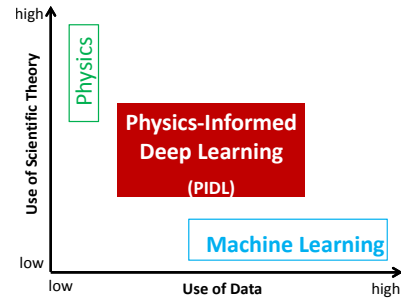 high
Use of Scientific Theory
Physics
Physics-Informed
Deep Learning
(PIDL)
Machine Learning
low
low
Use of Data
high